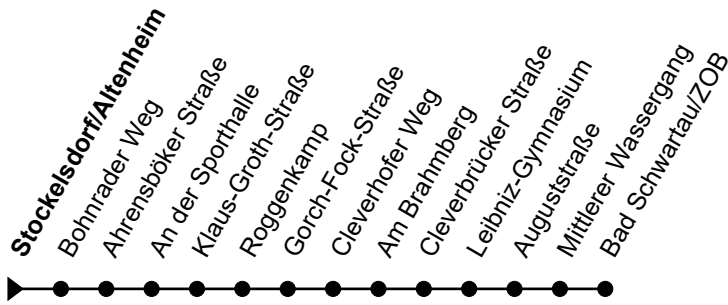 Stockelsdorf/Altenheim
Bohnrader Weg
Ahrensböker Straße
An der Sporthalle
Klaus-Groth-Straße
Roggenkamp
Gorch-Fock-Straße
Cleverhofer Weg
Am Brahmberg
Cleverbrücker Straße
Leibniz-Gymnasium
Auguststraße
Mittlerer Wassergang
Bad Schwartau/ZOB